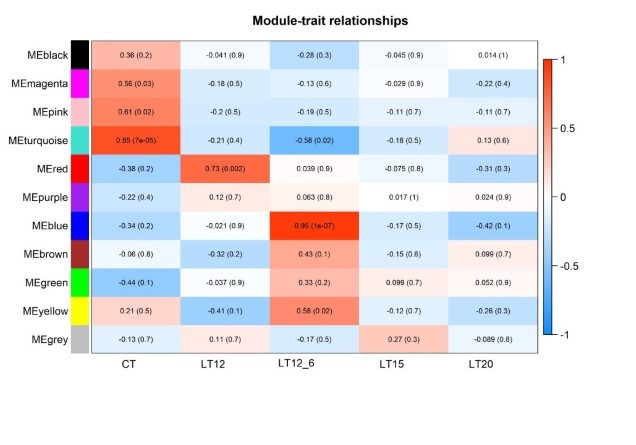 Module-trait relationships
MEblack 0.36 (0.2) -0.041 (0.9) -0.28 (0.3) -0.045 (0.9) 0.014 (1)
MEmagenta 0.56 (0.03) -0.18 (0.5) -0.13 (0.6) -0.029 (0.9) -0.22 (0.4)
MEpink 0.61 (0.02) -0.2 (0.5) -0.19 (0.5) -0.11 (0.7) -0.11 (0.7)
MEturquoise 0.85 (7e-05) -0.21 (0.4) -0.58 (0.02) -0.18 (0.5) 0.13 (0.6)
MEred -0.38 (0.2) 0.73 (0.002) 0.039 (0.9) -0.075 (0.8) -0.31 (0.3)
MEpurple -0.22 (0.4) 0.12 (0.7) 0.063 (0.8) 0.017 (1) 0.024 (0.9)
MEblue -0.34 (0.2) -0.021 (0.9) 0.95 (1e-07) -0.17 (0.5) -0.42 (0.1)
MEbrown -0.06 (0.8) -0.32 (0.2) 0.43 (0.1) -0.15 (0.6) 0.099 (0.7)
MEgreen -0.44 (0.1) -0.037 (0.9) 0.33 (0.2) 0.099 (0.7) 0.052 (0.9)
MEyellow 0.21 (0.5) -0.41 (0.1) 0.58 (0.02) -0.12 (0.7) -0.26 (0.3)
MEgrey -0.13 (0.7) 0.11 (0.7) -0.17 (0.5) 0.27 (0.3) -0.089 (0.8)
CT LT12 LT12_6 LT15 LT20
1
0.5
0
-0.5
-1